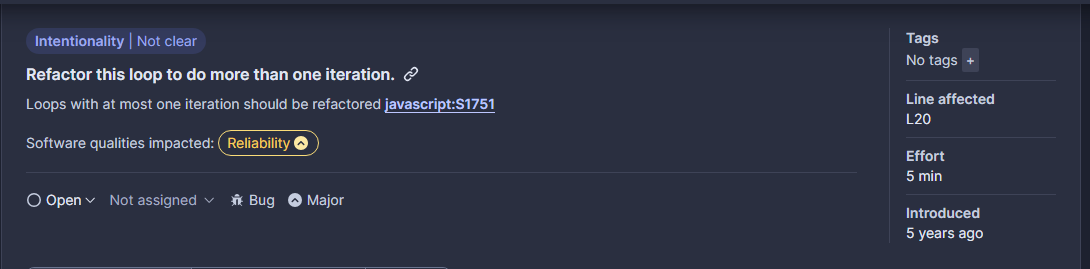 Intentionality | Not clear
Refactor this loop to do more than one iteration.
Loops with at most one iteration should be refactored javascript:S1751
Software qualities impacted: Reliability
Open Not assigned Bug Major
Tags
No tags +
Line affected
L20
Effort
5 min
Introduced
5 years ago